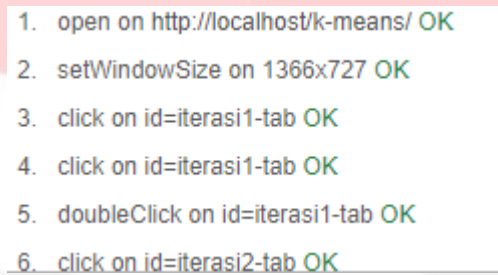 1. open on http://localhost/k-means/ OK
2. setWindowSize on 1366x727 OK
3. click on id=iterasi1-tab OK
4. click on id=iterasi1-tab OK
5. doubleClick on id=iterasi1-tab OK
6. click on id=iterasi2-tab OK